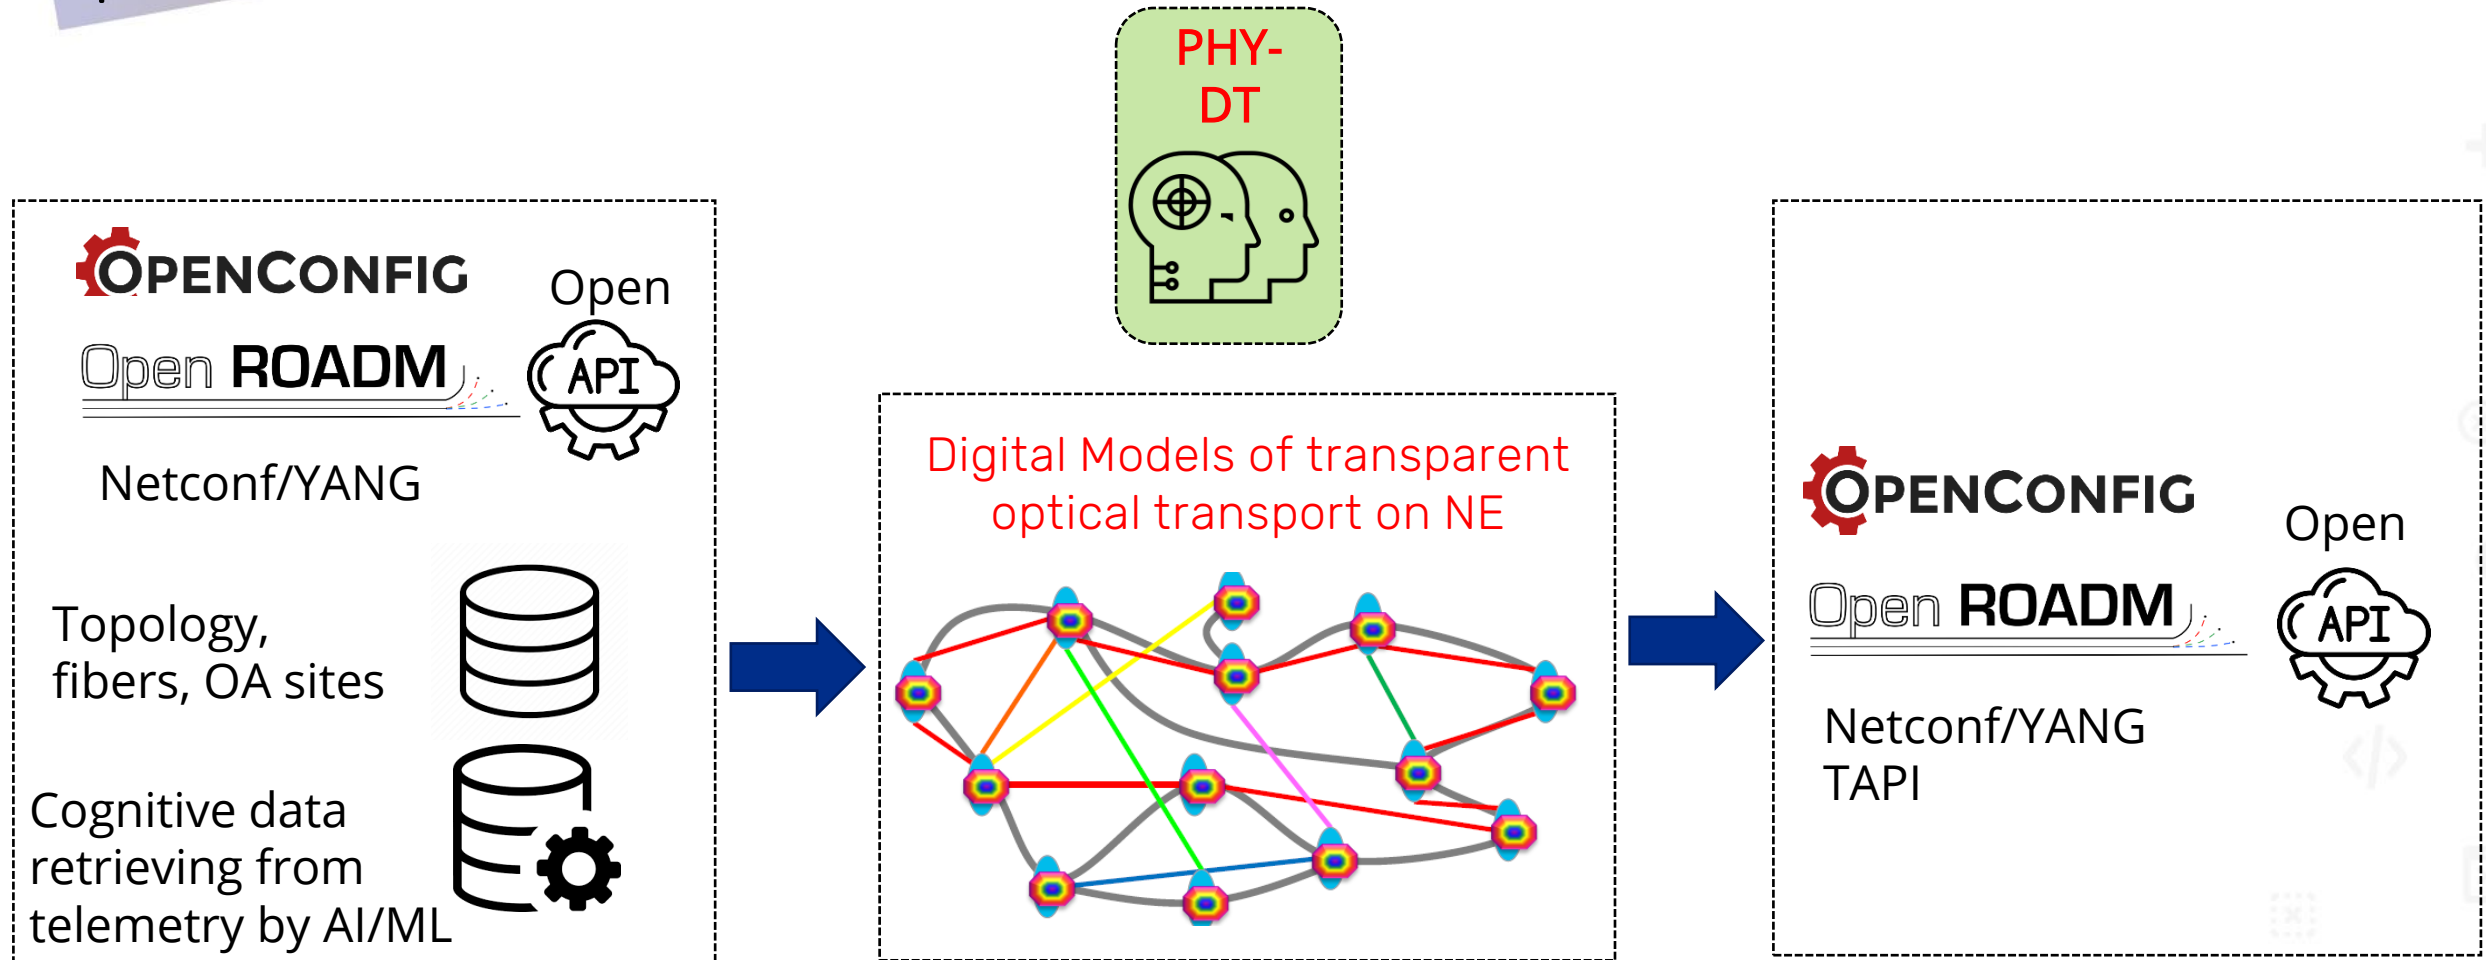 PHY-
DT
OPENCONFIG
Open
API
Open ROADM
Netconf/YANG
Topology,
fibers, OA sites
Cognitive data
retrieving from
telemetry by AI/ML
Digital Models of transparent
optical transport on NE
OPENCONFIG
Open
API
Open ROADM
Netconf/YANG
TAPI